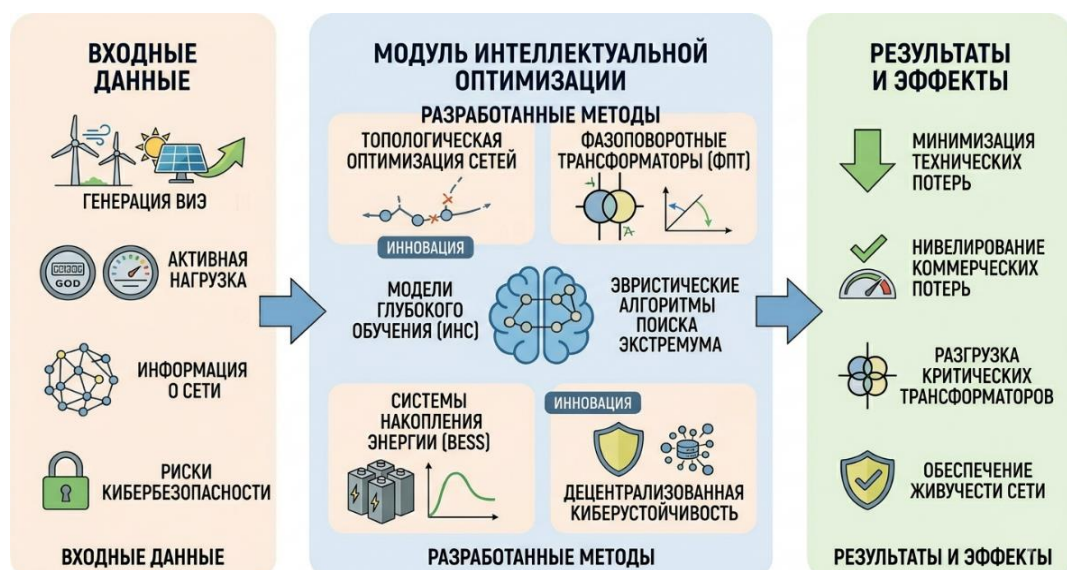 ВХОДНЫЕ
ДАННЫЕ
ГЕНЕРАЦИЯ ВИЭ
GOD
АКТИВНАЯ
НАГРУЗКА
ИНФОРМАЦИЯ
О СЕТИ
РИСКИ
КИБЕРБЕЗОПАСНОСТИ
ВХОДНЫЕ ДАННЫЕ
МОДУЛЬ ИНТЕЛЛЕКТУАЛЬНОЙ
ОПТИМИЗАЦИИ
РАЗРАБОТАННЫЕ МЕТОДЫ
ТОПОЛОГИЧЕСКАЯ
ОПТИМИЗАЦИЯ СЕТЕЙ
ФАЗОПОВОРОТНЫЕ
ТРАНСФОРМАТОРЫ (ФПТ)
ИННОВАЦИЯ
МОДЕЛИ
ГЛУБОКОГО
ОБУЧЕНИЯ (ИНС)
ЭВРИСТИЧЕСКИЕ
АЛГОРИТМЫ
ПОИСКА
ЭКСТРЕМУМА
СИСТЕМЫ
НАКОПЛЕНИЯ
ЭНЕРГИИ (BESS)
ИННОВАЦИЯ
ДЕЦЕНТРАЛИЗОВАННАЯ
КИБЕРУСТОЙЧИВОСТЬ
РАЗРАБОТАННЫЕ МЕТОДЫ
РЕЗУЛЬТАТЫ
И ЭФФЕКТЫ
МИНИМИЗАЦИЯ
ТЕХНИЧЕСКИХ
ПОТЕРЬ
НИВЕЛИРОВАНИЕ
КОММЕРЧЕСКИХ
ПОТЕРЬ
РАЗГРУЗКА
КРИТИЧЕСКИХ
ТРАНСФОРМАТОРОВ
ОБЕСПЕЧЕНИЕ
ЖИВУЧЕСТИ СЕТИ
РЕЗУЛЬТАТЫ И ЭФФЕКТЫ